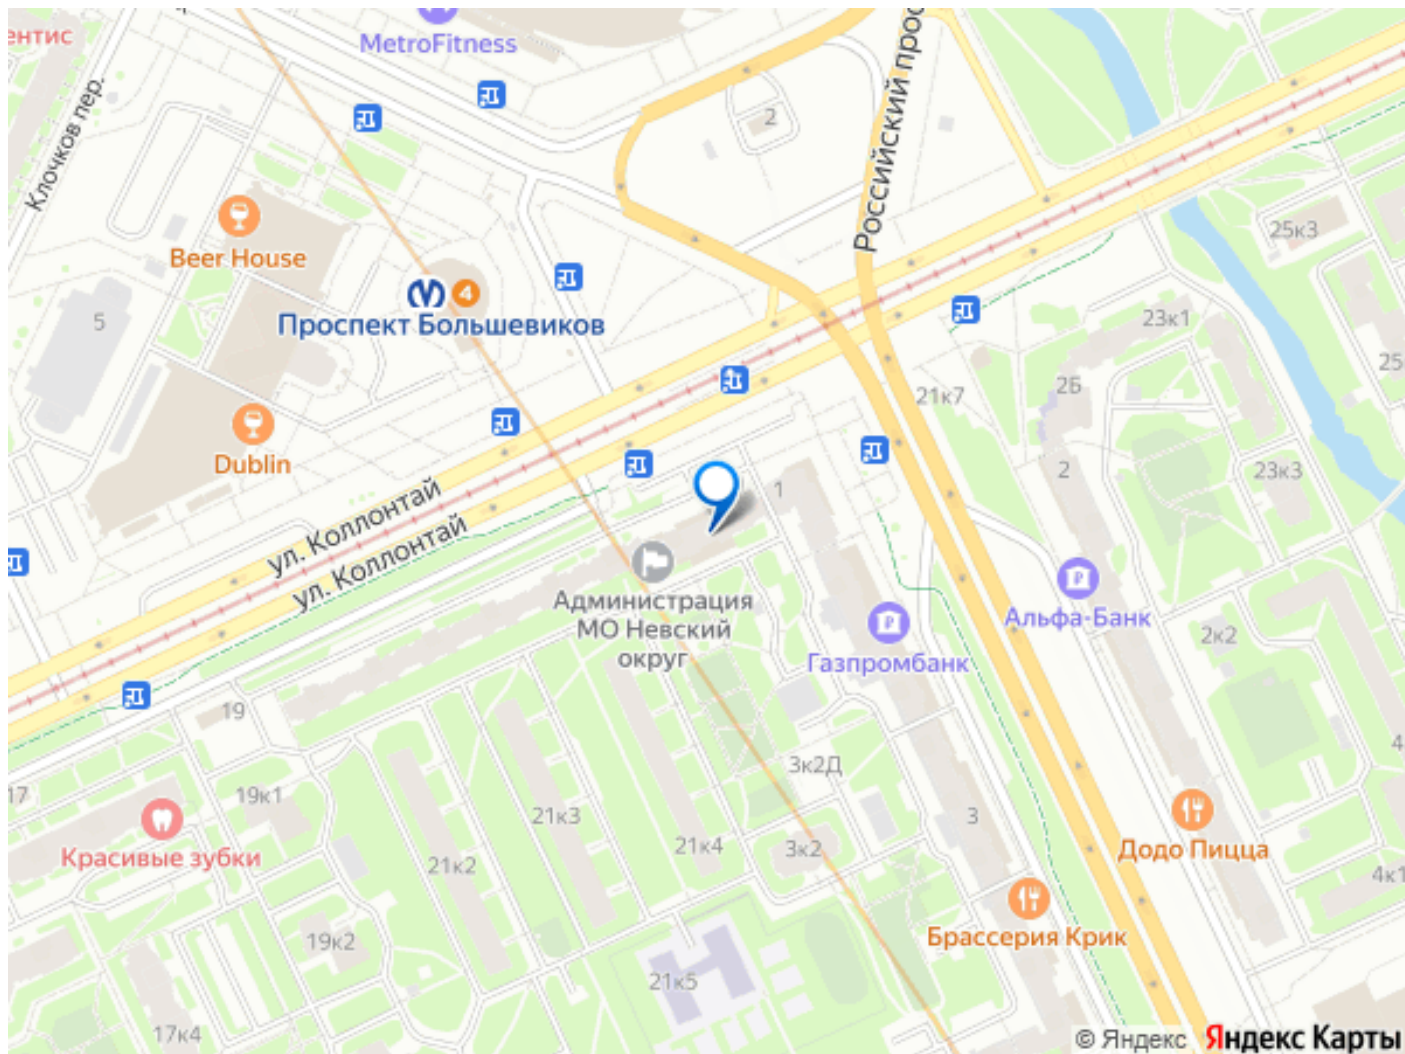 ентис
MetroFitness
Клочков пер.
Российский прос
2
25к3
Beer House
4
Проспект Большевиков
5
23к1
25
2Б
21к7
Dublin
2
23к3
1
ул. Коллонтай
ул. Коллонтай
Администрация
МО Невский
округ
Альфа-Банк
Газпромбанк
2к2
19
4
3к2Д
17
19к1
21к3
3
Красивые зубки
21к2
21к4
3к2
Додо Пицца
4к1
19к2
Брассерия Крик
21к5
17к4
© Яндекс Яндекс Карты